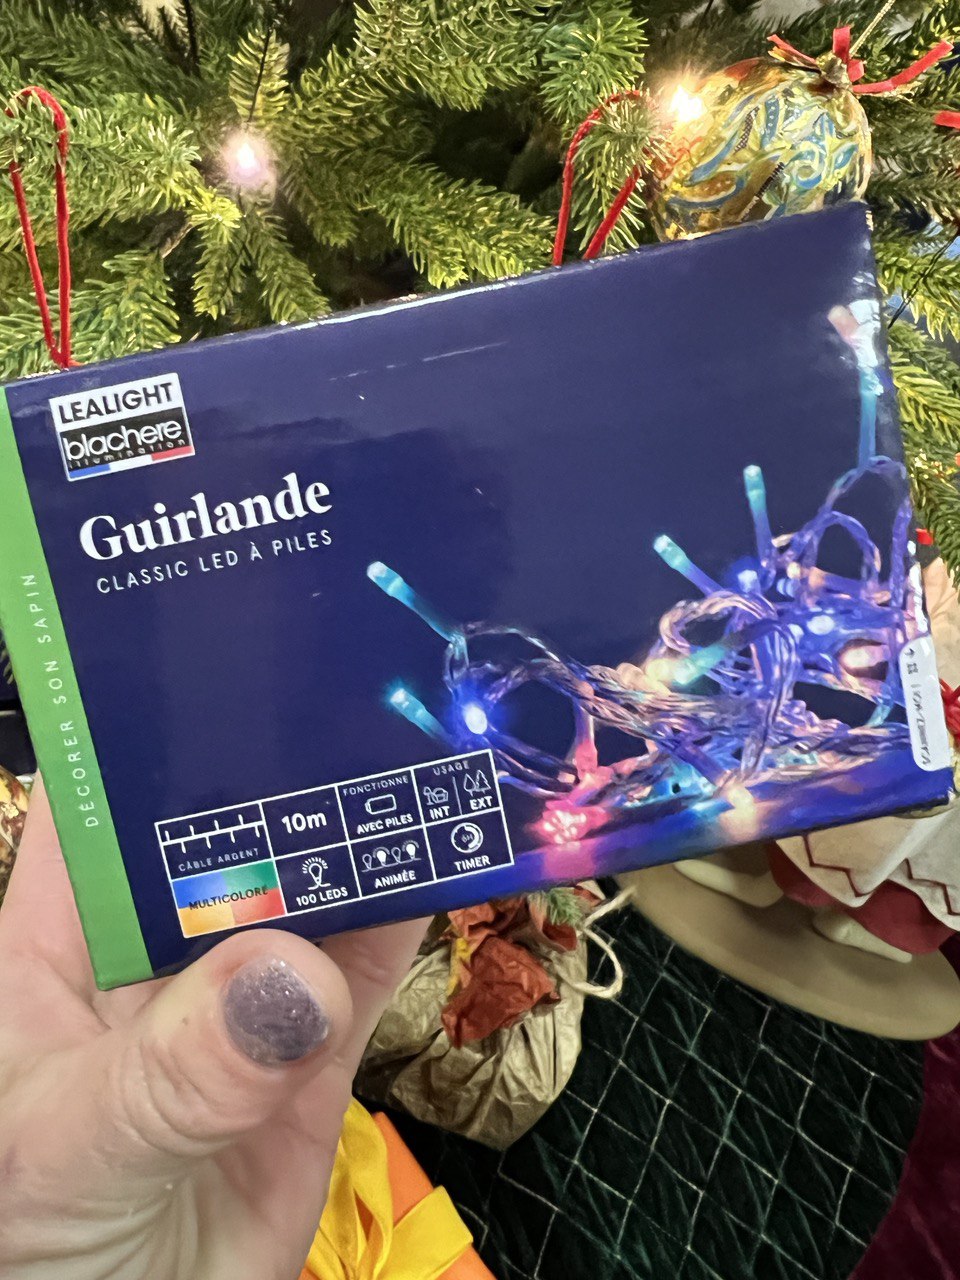 LEALIGHT
blachere
illumination
Guirlande
CLASSIC LED À PILES
DÉCORER SON SAPIN
CÂBLE ARGENT
10m
FONCTIONNE
AVEC PILES
USAGE
INT
EXT
MULTICOLORE
100 LEDS
ANIMÉE
6H
TIMER